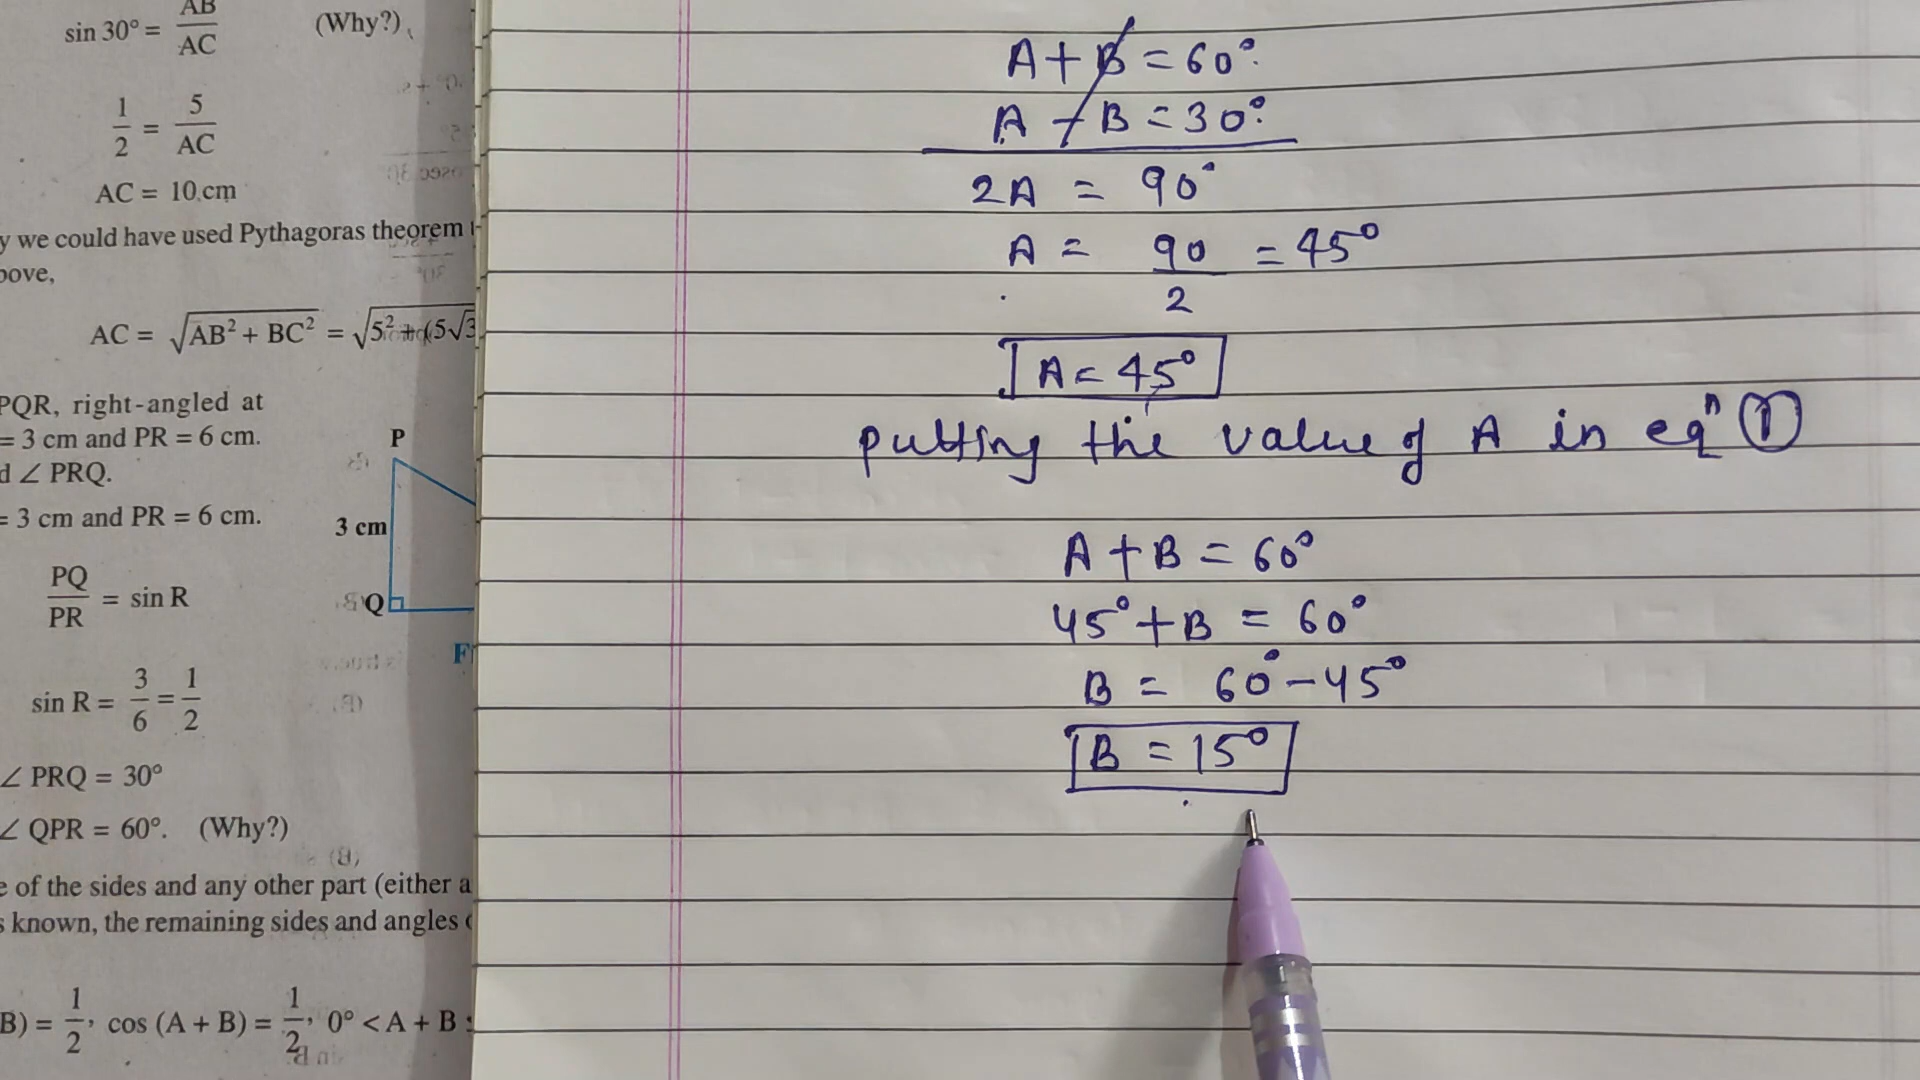 sin 30° = AB/AC (Why?)
1/2 = 5/AC
AC = 10 cm
y we could have used Pythagoras theorem
ove,
AC = √(AB² + BC²) = √(5² + (5√3
PQR, right-angled at
= 3 cm and PR = 6 cm.
∠ PRQ.
= 3 cm and PR = 6 cm.
P
3 cm
Q
F
PQ/PR = sin R
sin R = 3/6 = 1/2
∠ PRQ = 30°
∠ QPR = 60°. (Why?)
of the sides and any other part (either a
known, the remaining sides and angles
B) = 1/2, cos (A + B) = 1/2, 0° < A + B
A + B = 60°
A - B = 30°
2A = 90°
A = 90/2 = 45°
A = 45°
putting the value of A in eqⁿ ①
A + B = 60°
45° + B = 60°
B = 60° - 45°
B = 15°